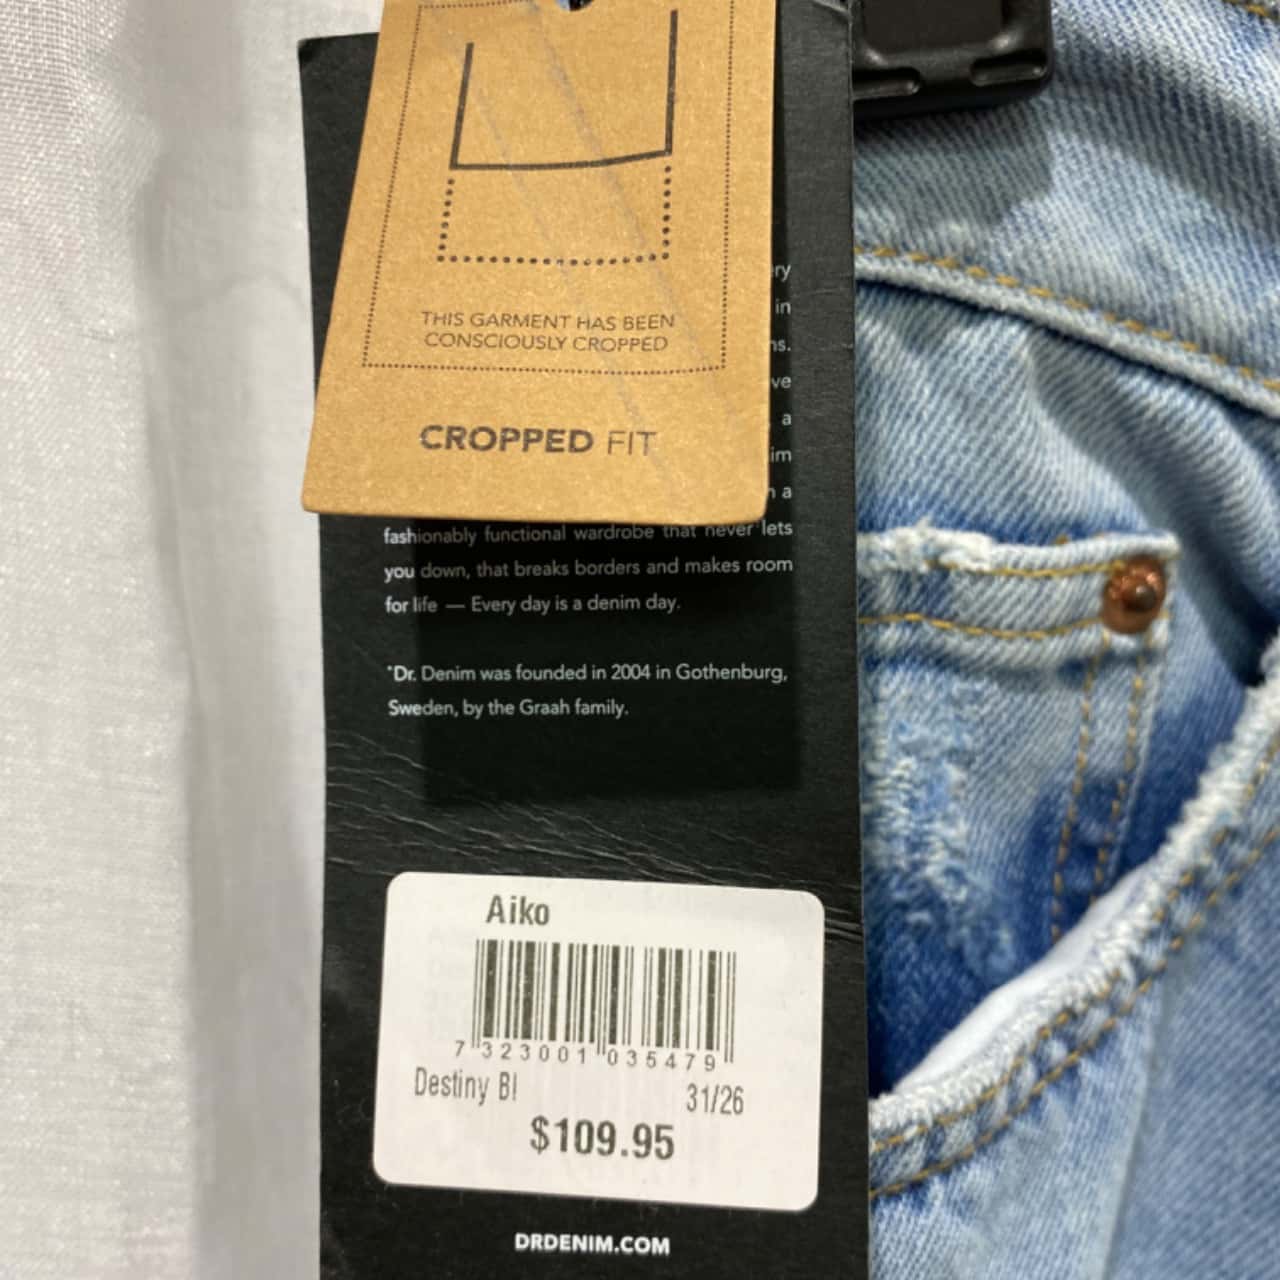 THIS GARMENT HAS BEEN
CONSCIOUSLY CROPPED
CROPPED FIT
in
a
a
fashionably functional wardrobe that never lets
you down, that breaks borders and makes room
for life — Every day is a denim day.
*Dr. Denim was founded in 2004 in Gothenburg,
Sweden, by the Graah family.
Aiko
7 323001 035479
Destiny Bl
31/26
$109.95
DRDENIM.COM